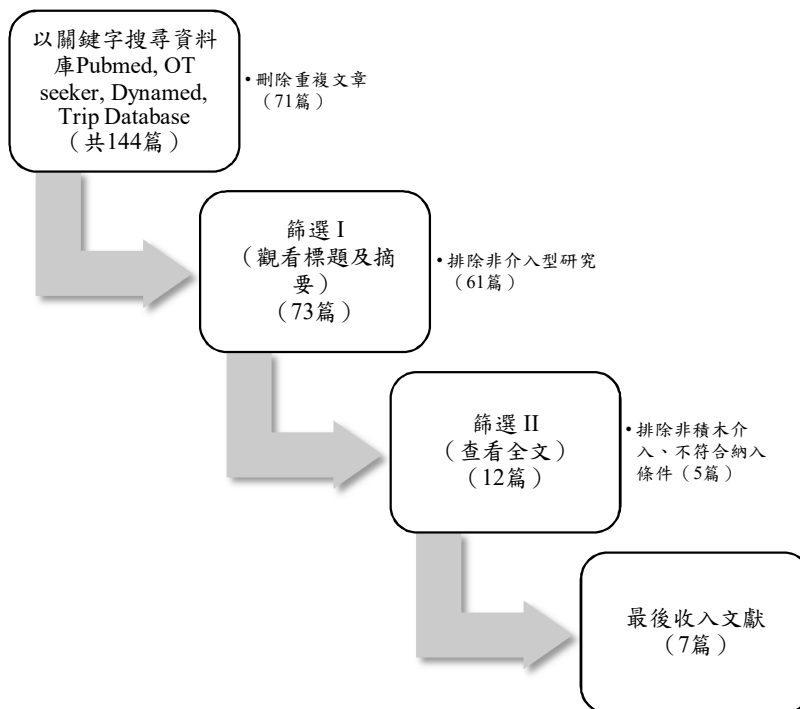 以關鍵字搜尋資料
庫Pubmed, OT
seeker, Dynamed,
Trip Database
（共144篇）
•刪除重複文章
（71篇）
篩選 I
（觀看標題及摘
要）
（73篇）
•排除非介入型研究
（61篇）
篩選 II
（查看全文）
（12篇）
•排除非積木介
入、不符合納入
條件（5篇）
最後收入文獻
（7篇）